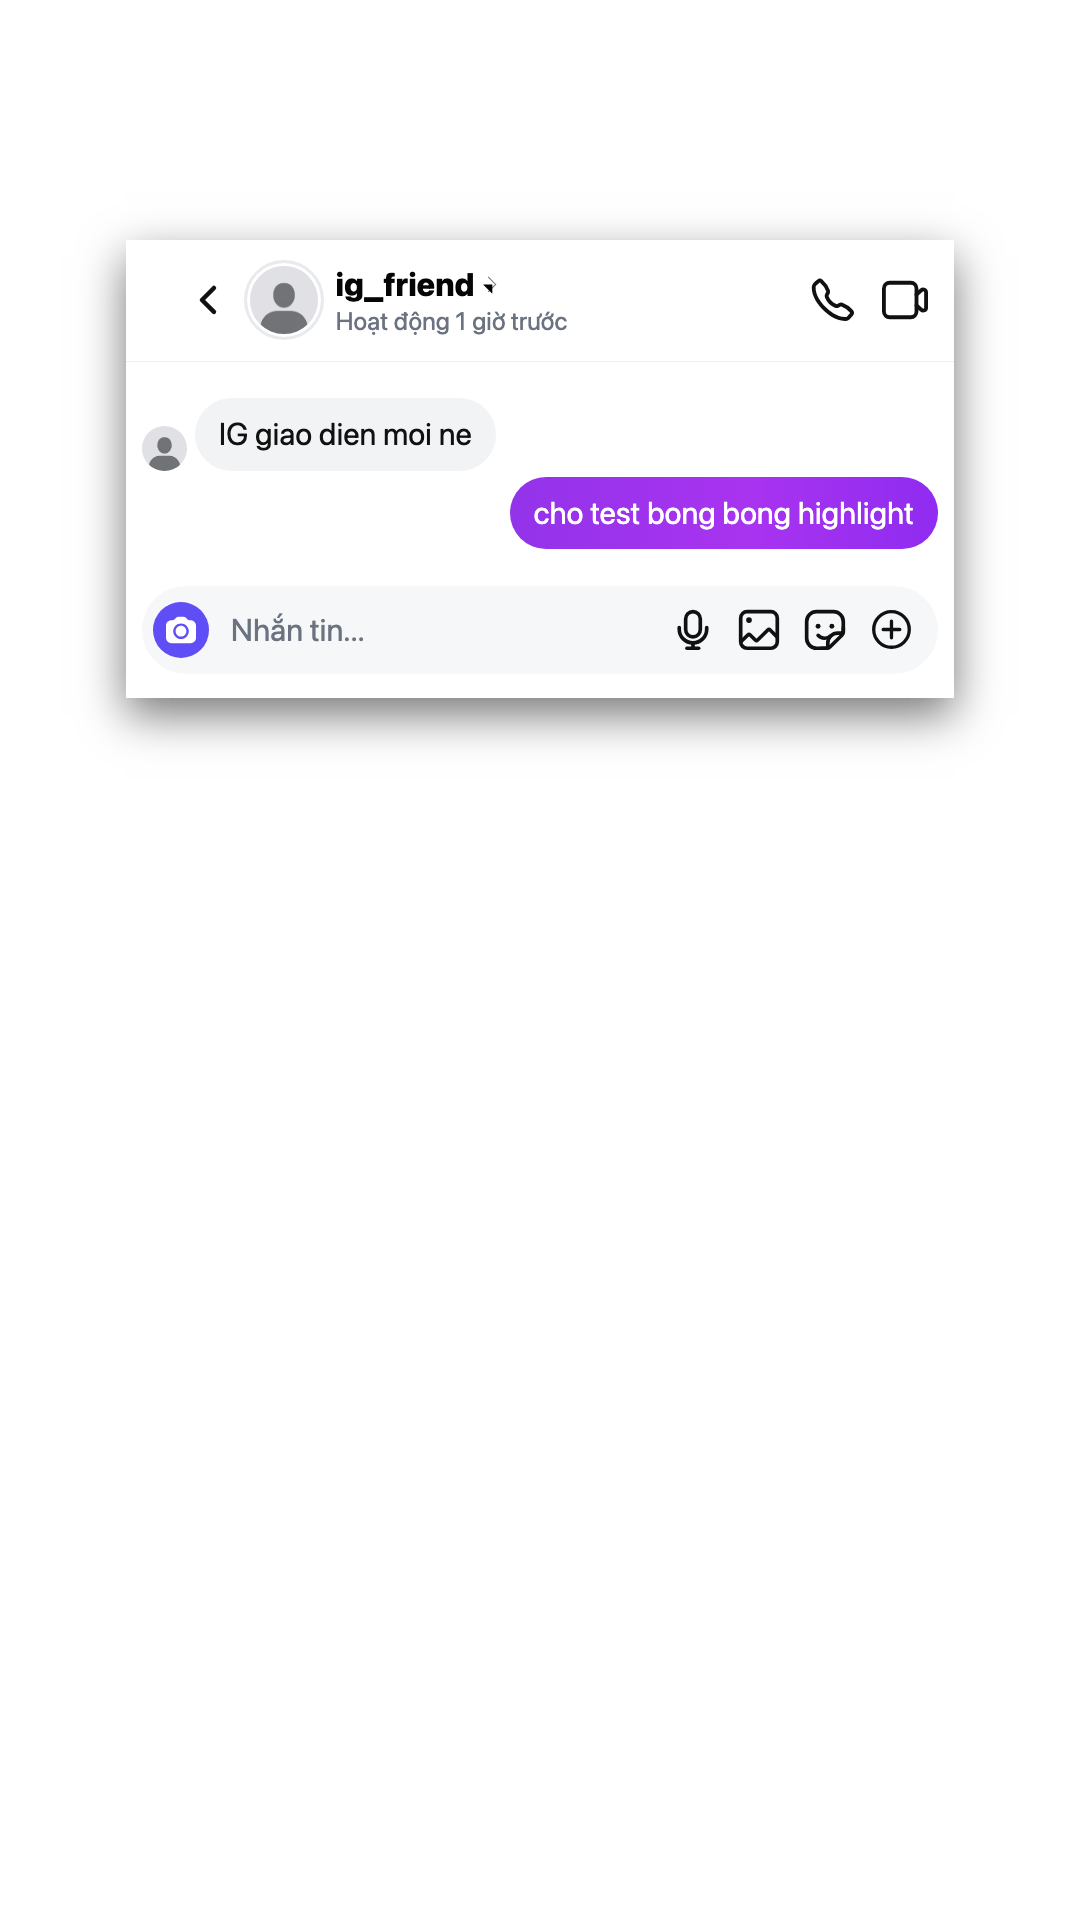 ig_friend
Hoạt động 1 giờ trước
IG giao dien moi ne
cho test bong bong highlight
Nhắn tin...